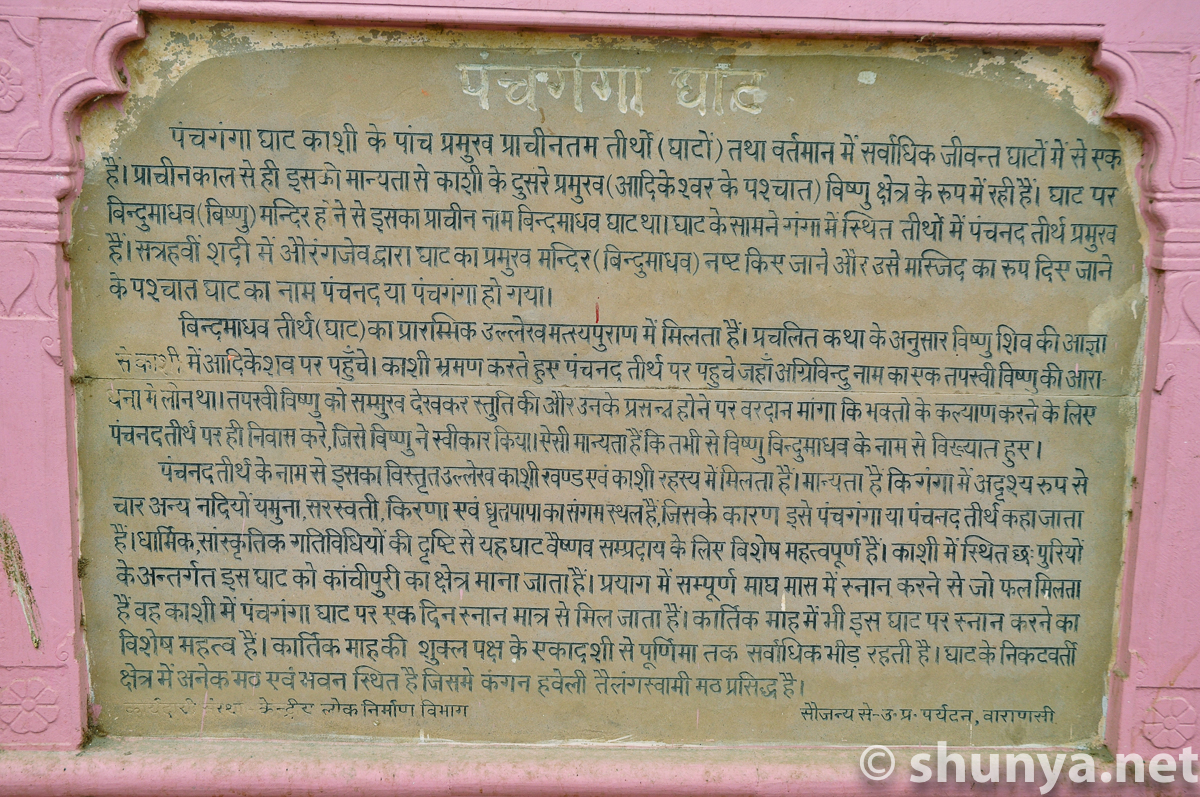 पंचगंगा घाट
पंचगंगा घाट काशी के पांच प्रमुख प्राचीनतम तीर्थों (घाटों) तथा वर्तमान में सर्वाधिक जीवन्त घाटों में से एक
है। प्राचीनकाल से ही इसकी मान्यता से काशी के दुसरे प्रमुख (आदिकेश्वर के पश्चात) विष्णु क्षेत्र के रुप में रही हैं। घाट पर
विन्दुमाधव (बिष्णु) मन्दिर होने से इसका प्राचीन नाम विन्दमाधव घाट था। घाट के सामने गंगा में स्थित तीर्थों में पंचनद तीर्थ प्रमुख
हैं। सत्रहवीं शदी में औरंगजेव द्वारा घाट का प्रमुख मन्दिर (बिन्दुमाधव) नष्ट किए जाने और उसे मस्जिद का रुप दिए जाने
के पश्चात घाट का नाम पंचनद या पंचगंगा हो गया।
विन्दमाधव तीर्थ (घाट) का प्रारम्भिक उल्लेख मत्स्यपुराण में मिलता हैं। प्रचलित कथा के अनुसार विष्णु शिव की आज्ञा
से काशी में आदिकेशव पर पहुँचे। काशी भ्रमण करते हुए पंचनद तीर्थ पर पहुचे जहाँ अग्रिविन्दु नाम का एक तपस्वी विष्णु की आरा-
धना मे लीन था। तपस्वी विष्णु को सम्मुख देखकर स्तुति की और उनके प्रसन्न होने पर वरदान मांगा कि भक्तो के कल्याण करने के लिए
पंचनद तीर्थ पर ही निवास करे, जिसे विष्णु ने स्वीकार किया। ऐसी मान्यता हैं कि तभी से विष्णु विन्दुमाधव के नाम से विख्यात हुए।
पंचनद तीर्थ के नाम से इसका विस्तृत उल्लेख काशी खण्ड एवं काशी रहस्य में मिलता है। मान्यता है कि गंगा में अदृश्य रुप से
चार अन्य नदियों यमुना, सरस्वती, किरणा एवं धृतपापा का संगम स्थल हैं, जिसके कारण इसे पंचगंगा या पंचनद तीर्थ कहा जाता
हैं। धार्मिक, सांस्कृतिक गतिविधियों की दृष्टि से यह घाट वैष्णव सम्प्रदाय के लिए विशेष महत्वपूर्ण हैं। काशी में स्थित छः पुरियों
के अन्तर्गत इस घाट को कांचीपुरी का क्षेत्र माना जाता हैं। प्रयाग में सम्पूर्ण माघ मास में स्नान करने से जो फल मिलता
हैं वह काशी में पंचगंगा घाट पर एक दिन स्नान मात्र से मिल जाता हैं। कार्तिक माह में भी इस घाट पर स्नान करने का
विशेष महत्व हैं। कार्तिक माह की शुक्ल पक्ष के एकादशी से पूर्णिमा तक सर्वाधिक भीड़ रहती है। घाट के निकटवर्ती
क्षेत्र में अनेक मठ एवं भवन स्थित है जिसमे कंगन हवेली तैलंगस्वामी मठ प्रसिद्ध है।
कार्यदायी संस्था- केन्द्रीय लोक निर्माण विभाग
सौजन्य से-उ॰प्र॰ पर्यटन, वाराणसी
© shunya.net